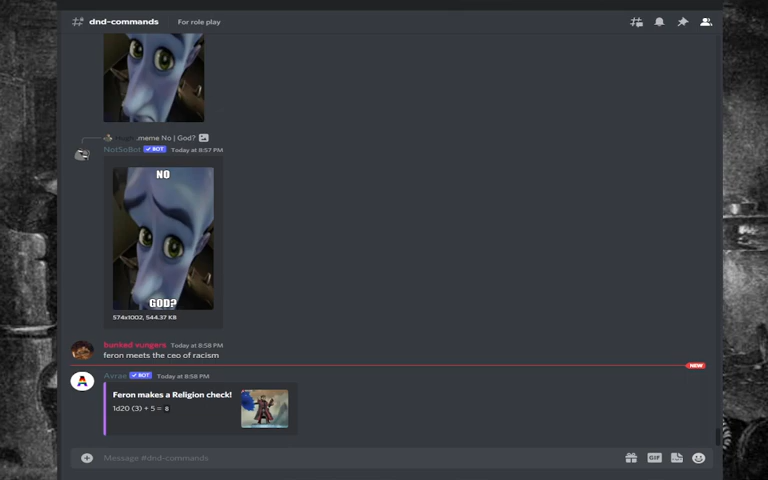 dnd-commands For role play
.meme No | God?
NotSoBot ✓ BOT Today at 8:57 PM
NO
GOD?
574x1002, 544.37 KB
bunked vungers Today at 8:58 PM
feron meets the ceo of racism
NEW
Avrae ✓ BOT Today at 8:58 PM
Feron makes a Religion check!
1d20 (3) + 5 = 8
Message #dnd-commands
GIF